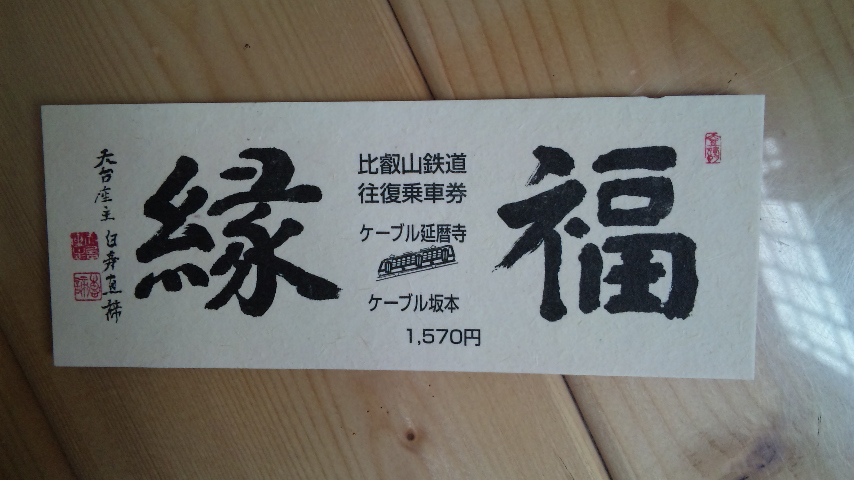 福
比叡山鉄道
往復乗車券
ケーブル延暦寺
ケーブル坂本
1,570円
縁
天台座主